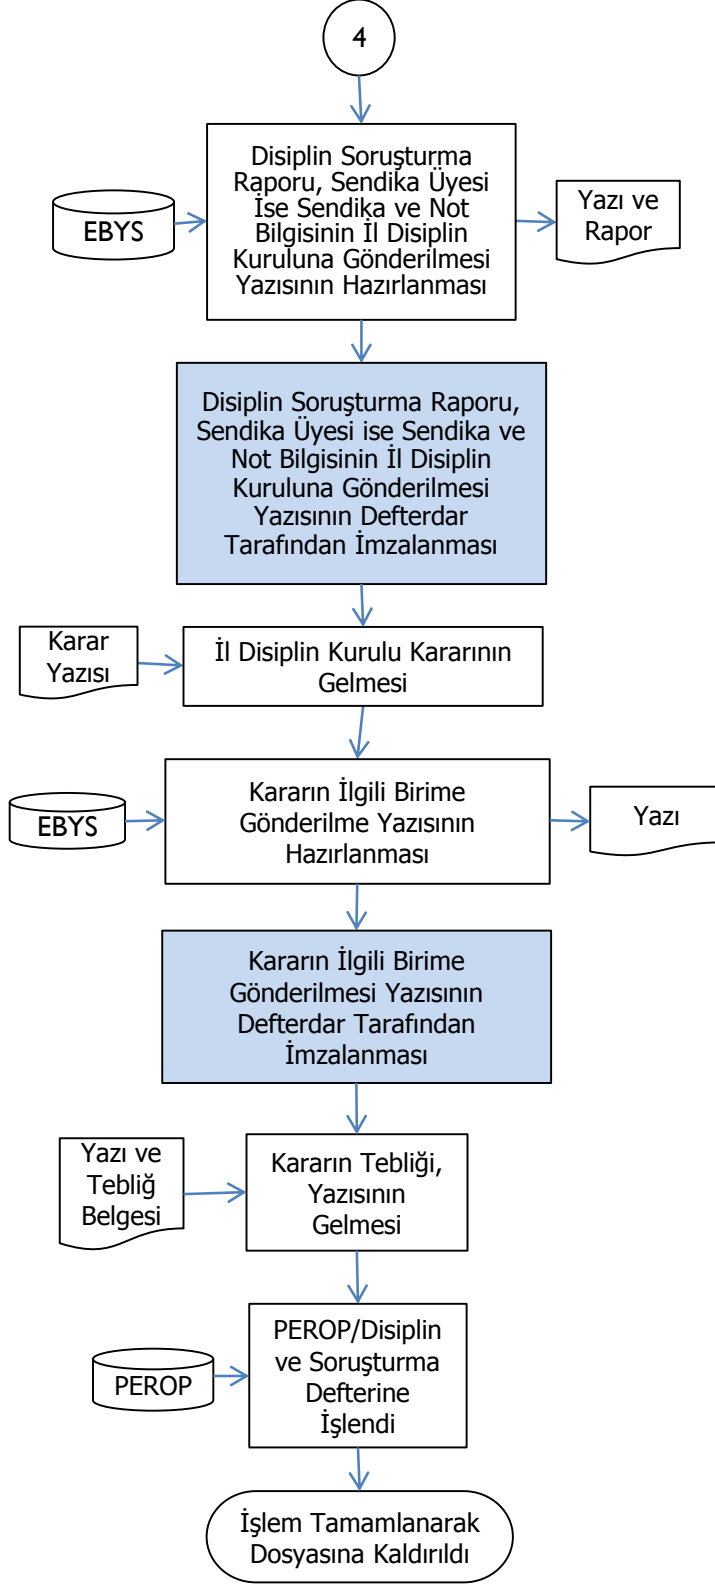 4
Disiplin Soruşturma
Raporu, Sendika Üyesi
İse Sendika ve Not
Bilgisinin İl Disiplin
Kuruluna Gönderilmesi
Yazısının Hazırlanması
EBYS
Yazı ve
Rapor
Disiplin Soruşturma Raporu,
Sendika Üyesi ise Sendika ve
Not Bilgisinin İl Disiplin
Kuruluna Gönderilmesi
Yazısının Defterdar
Tarafından İmzalanması
Karar
Yazısı
İl Disiplin Kurulu Kararının
Gelmesi
EBYS
Kararın İlgili Birime
Gönderilme Yazısının
Hazırlanması
Yazı
Kararın İlgili Birime
Gönderilmesi Yazısının
Defterdar Tarafından
İmzalanması
Yazı ve
Tebliğ
Belgesi
Kararın Tebliği,
Yazısının
Gelmesi
PEROP
PEROP/Disiplin
ve Soruşturma
Defterine
İşlendi
İşlem Tamamlanarak
Dosyasına Kaldırıldı